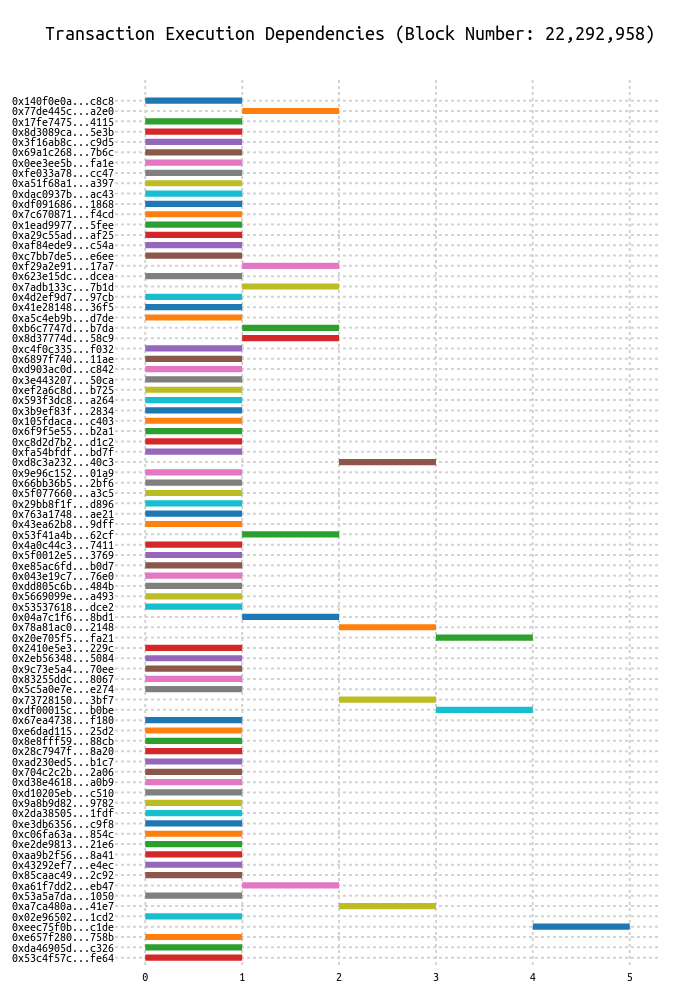 Transaction Execution Dependencies (Block Number: 22,292,958)
0x140f0e0a...c8c8
0x77de445c...a2e0
0x17fe7475...4115
0x8d3089ca...5e3b
0x3f16ab8c...c9d5
0x69a1c268...7b6c
0x0ee3ee5b...fa1e
0xfe033a78...cc47
0xa51f68a1...a397
0xdac0937b...ac43
0xdf091686...1868
0x7c670871...f4cd
0x1ead9977...5fee
0xa29c55ad...af25
0xaf84ede9...c54a
0xc7bb7de5...e6ee
0xf29a2e91...17a7
0x623e15dc...dcea
0x7adb133c...7b1d
0x4d2ef9d7...97cb
0x41e28148...36f5
0xa5c4eb9b...d7de
0xb6c7747d...b7da
0x8d37774d...58c9
0xc4f0c335...f032
0x6897f740...11ae
0xd903ac0d...c842
0x3e443207...50ca
0xef2a6c8d...b725
0x593f3dc8...a264
0x3b9ef83f...2834
0x105fdaca...c403
0x6f9f5e55...b2a1
0xc8d2d7b2...d1c2
0xfa54bfdf...bd7f
0xd8c3a232...40c3
0x9e96c152...01a9
0x66bb36b5...2bf6
0x5f077660...a3c5
0x29bb8f1f...d896
0x763a1748...ae21
0x43ea62b8...9dff
0x53f41a4b...62cf
0x4a0c44c3...7411
0x5f0012e5...3769
0xe85ac6fd...b0d7
0x043e19c7...76e0
0xdd805c6b...484b
0x5669099e...a493
0x53537618...dce2
0x04a7c1f6...8bd1
0x78a81ac0...2148
0x20e705f5...fa21
0x2410e5e3...229c
0x2eb56348...5084
0x9c73e5a4...70ee
0x83255ddc...8067
0x5c5a0e7e...e274
0x73728150...3bf7
0xdf00015c...b0be
0x67ea4738...f180
0xe6dad115...25d2
0x8e8fff59...88cb
0x28c7947f...8a20
0xad230ed5...b1c7
0x704c2c2b...2a06
0xd38e4618...a0b9
0xd10205eb...c510
0x9a8b9d82...9782
0x2da38505...1fdf
0xe3db6356...c9f8
0xc06fa63a...854c
0xe2de9813...21e6
0xaa9b2f56...8a41
0x43292ef7...e4ec
0x85caac49...2c92
0xa61f7dd2...eb47
0x53a5a7da...1050
0xa7ca480a...41e7
0x02e96502...1cd2
0xeec75f0b...c1de
0xe657f280...758b
0xda46905d...c326
0x53c4f57c...fe64
0 1 2 3 4 5